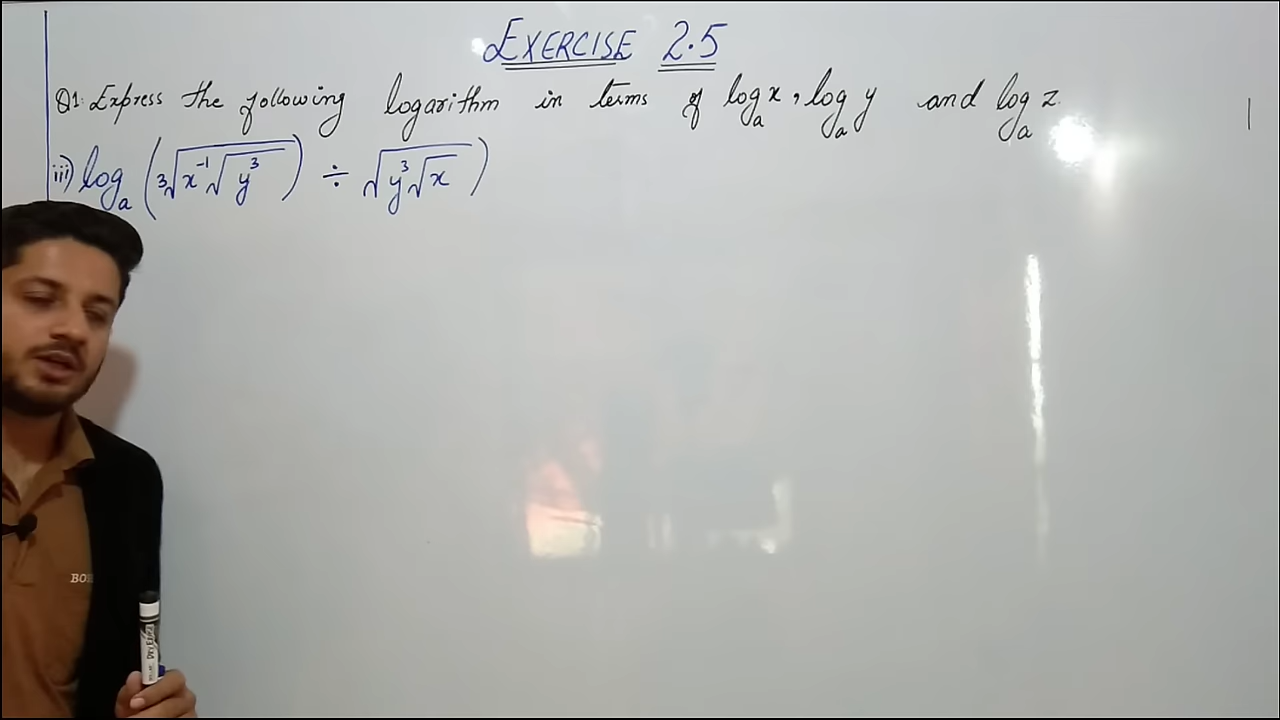 EXERCISE 2.5
Q1: Express the following logarithm in terms of logₐx, logₐy and logₐz.
iii) logₐ(∛(x⁻¹√(y³))) ÷ √(y³√x))